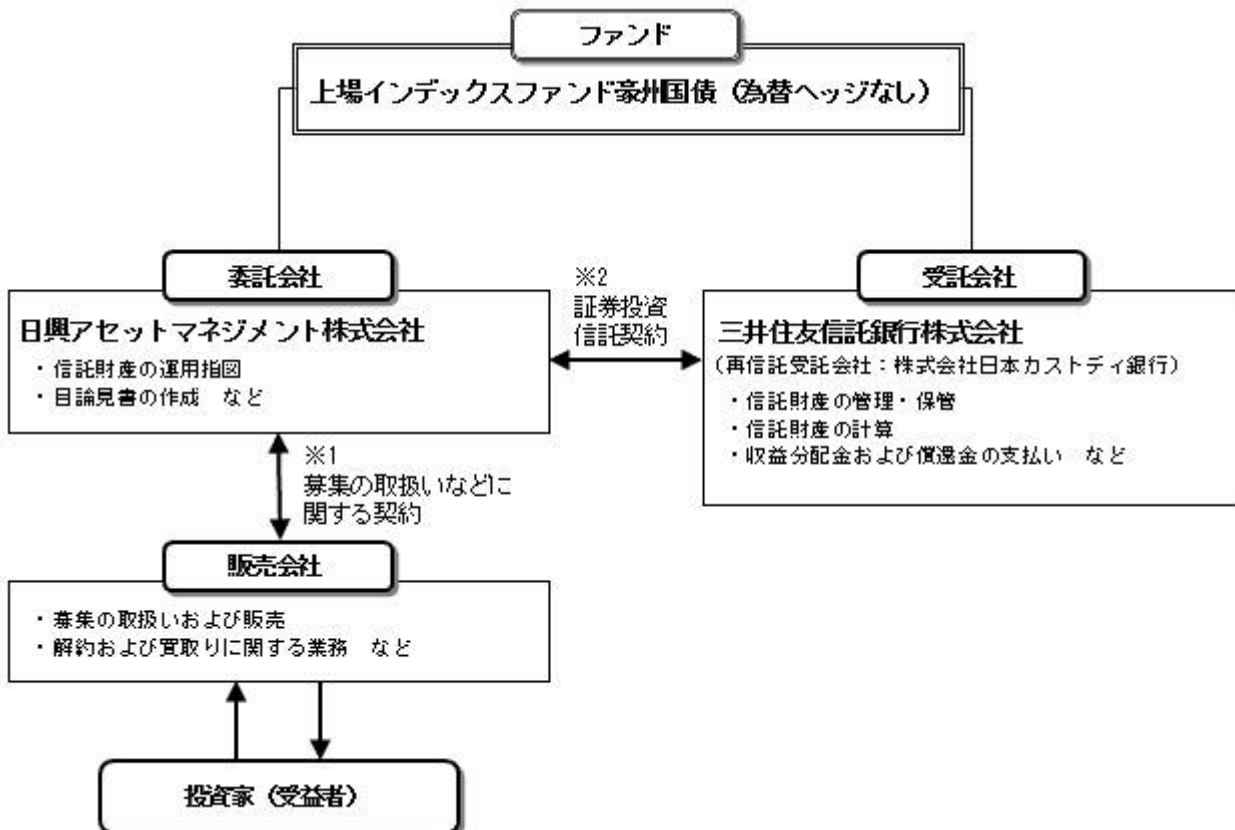 ファンド
上場インデックスファンド豪州国債（為替ヘッジなし）
委託会社
日興アセットマネジメント株式会社
・信託財産の運用指図
・目論見書の作成　など
※2
証券投資
信託契約
受託会社
三井住友信託銀行株式会社
（再信託受託会社：株式会社日本カストディ銀行）
・信託財産の管理・保管
・信託財産の計算
・収益分配金および償還金の支払い　など
※1
募集の取扱いなどに
関する契約
販売会社
・募集の取扱いおよび販売
・解約および買取りに関する業務　など
投資家（受益者）